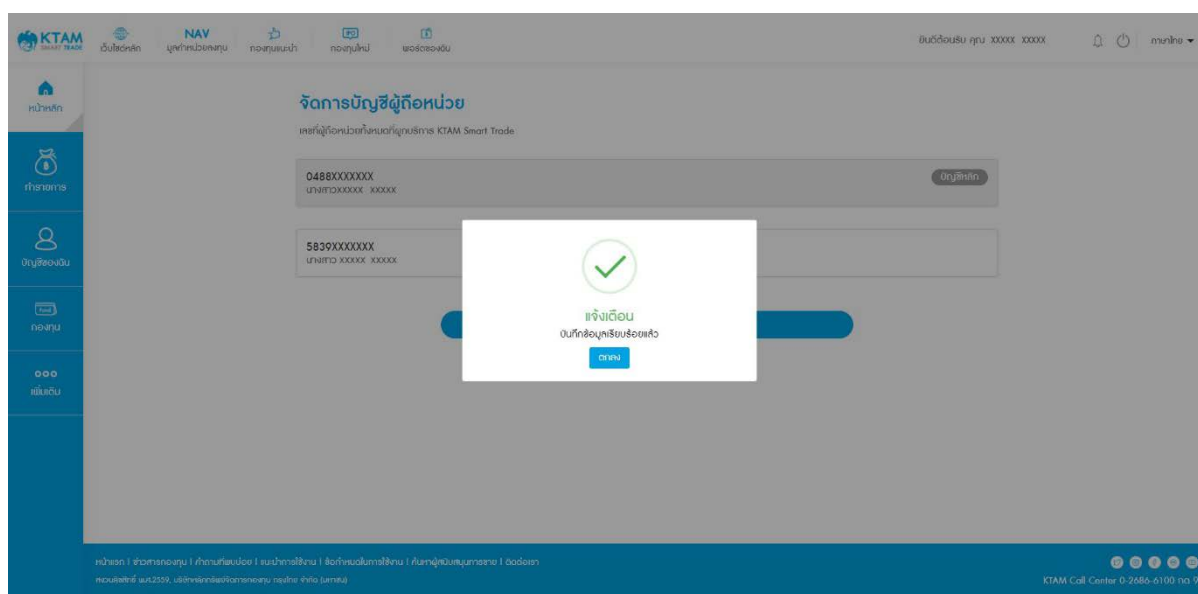 KTAM
SMART TRADE
เว็บไซต์หลัก
NAV
มูลค่าหน่วยลงทุน
กองทุนแนะนำ
IPO
กองทุนใหม่
พอร์ตของฉัน
ยินดีต้อนรับ คุณ xxxxx xxxxx
ภาษาไทย
หน้าหลัก
ทำรายการ
บัญชีของฉัน
กองทุน
เพิ่มเติม
จัดการบัญชีผู้ถือหน่วย
เลขที่ผู้ถือหน่วยทั้งหมดที่ผูกบริการ KTAM Smart Trade
0488XXXXXXX
นางสาวxxxxx xxxxx
บัญชีหลัก
5839XXXXXXX
นางสาว xxxxx xxxxx
แจ้งเตือน
บันทึกข้อมูลเรียบร้อยแล้ว
ตกลง
หน้าแรก | ข่าวสารกองทุน | คำถามที่พบบ่อย | แนะนำการใช้งาน | ข้อกำหนดในการใช้งาน | ค้นหาผู้สนับสนุนการขาย | ติดต่อเรา
สงวนลิขสิทธิ์ พ.ศ.2559, บริษัทหลักทรัพย์จัดการกองทุน กรุงไทย จำกัด (มหาชน)
KTAM Call Center 0-2686-6100 กด 9